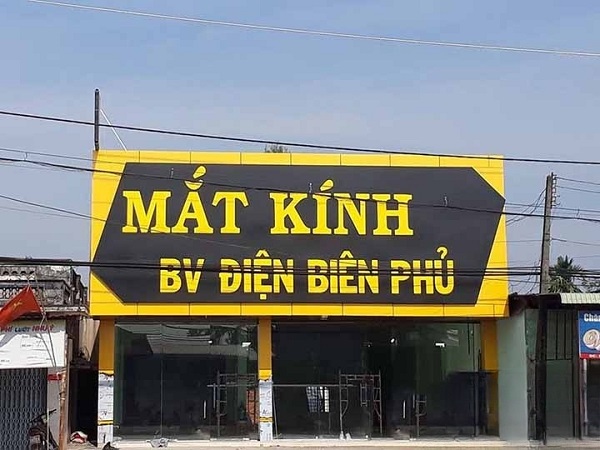 MẮT KÍNH
BV ĐIỆN BIÊN PHỦ